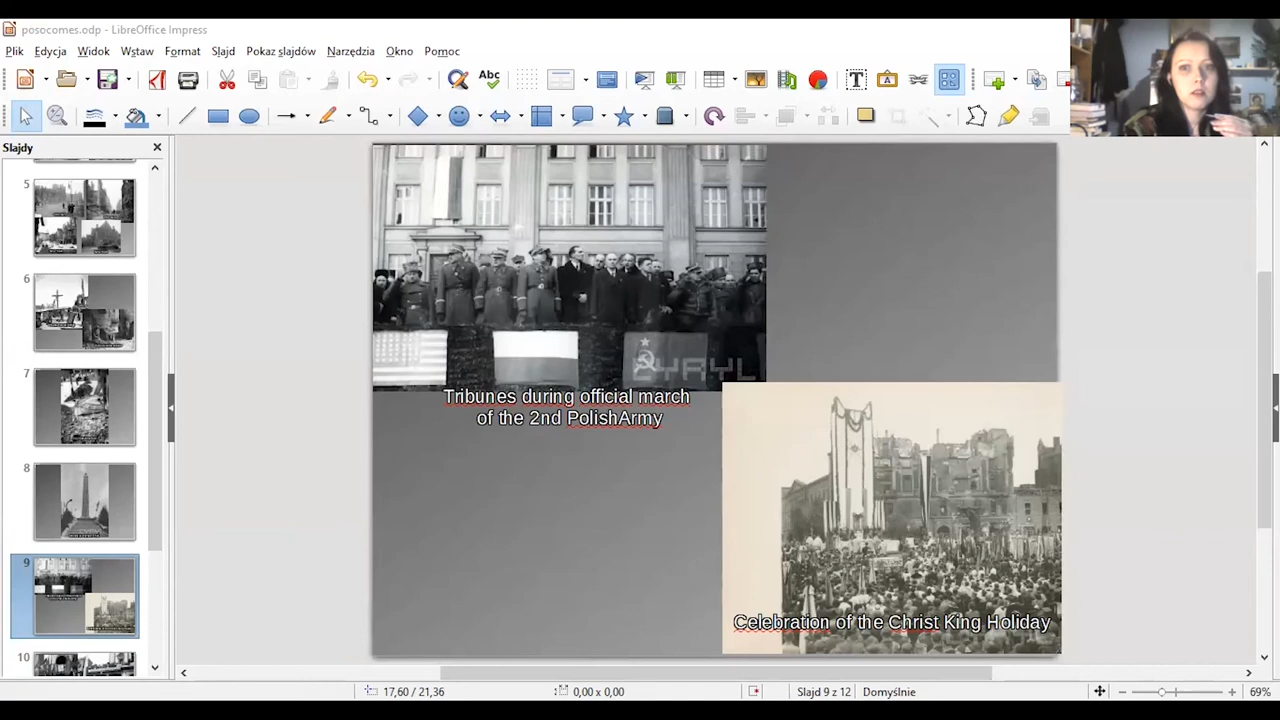 posocomes.odp - LibreOffice Impress
Plik Edycja Widok Wstaw Format Slajd Pokaz slajdów Narzędzia Okno Pomoc
Abc
Slajdy
5
6
7
8
9
10
CYRYL
Tribunes during official march
of the 2nd PolishArmy
Celebration of the Christ King Holiday
17,60 / 21,36
0,00 x 0,00
Slajd 9 z 12
Domyślnie
69%